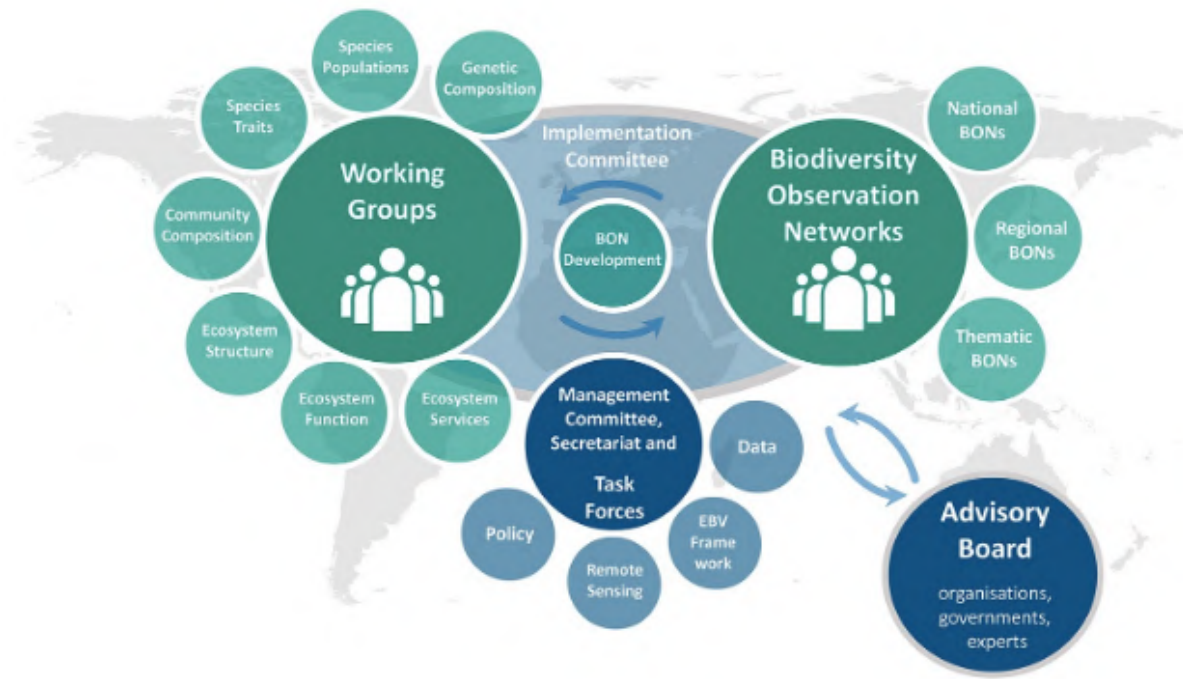 Species
Populations
Genetic
Composition
Species
Traits
Community
Composition
Ecosystem
Structure
Ecosystem
Function
Ecosystem
Services
Working
Groups
Implementation
Committee
BON
Development
Biodiversity
Observation
Networks
National
BONs
Regional
BONs
Thematic
BONs
Management
Committee,
Secretariat and
Task
Forces
Policy
Remote
Sensing
EBV
Frame
work
Data
Advisory
Board
organisations,
governments,
experts